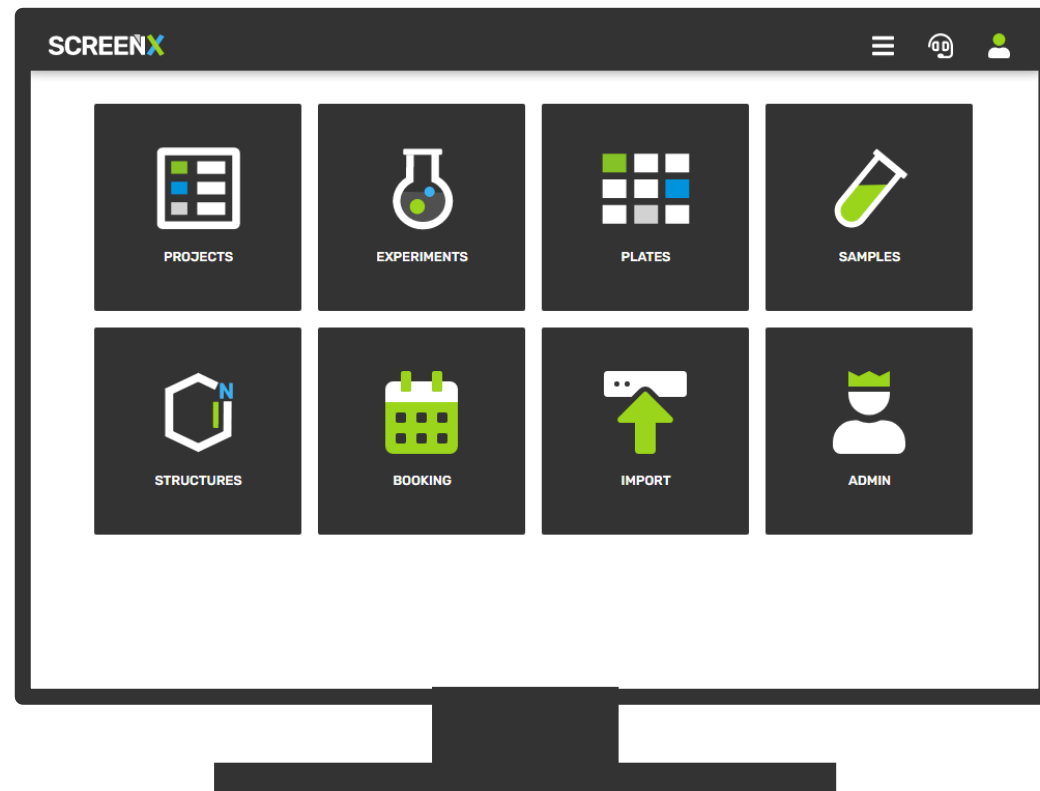 SCREENX
PROJECTS
EXPERIMENTS
PLATES
SAMPLES
N
STRUCTURES
BOOKING
IMPORT
ADMIN